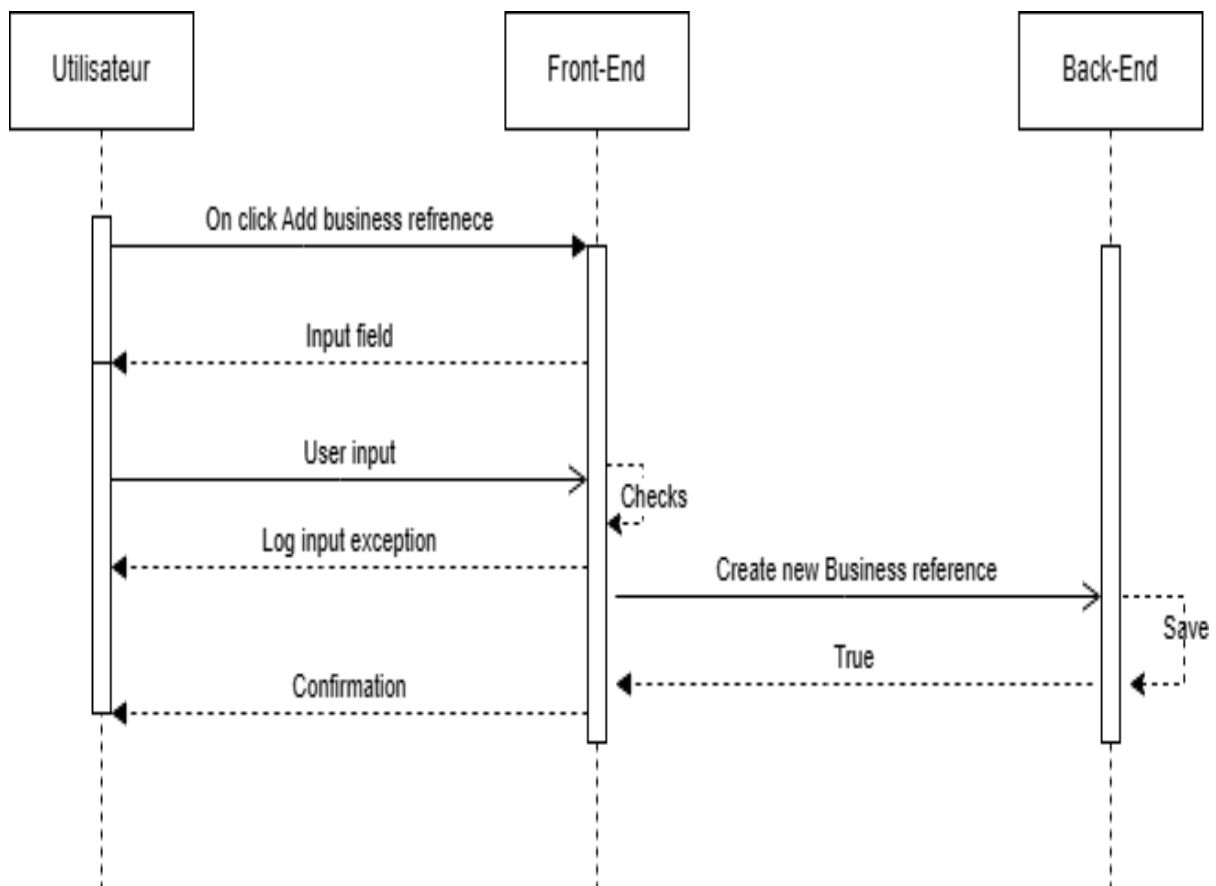 Utilisateur
Front-End
Back-End
On click Add business refrenece
Input field
User input
Checks
Log input exception
Create new Business reference
Save
True
Confirmation